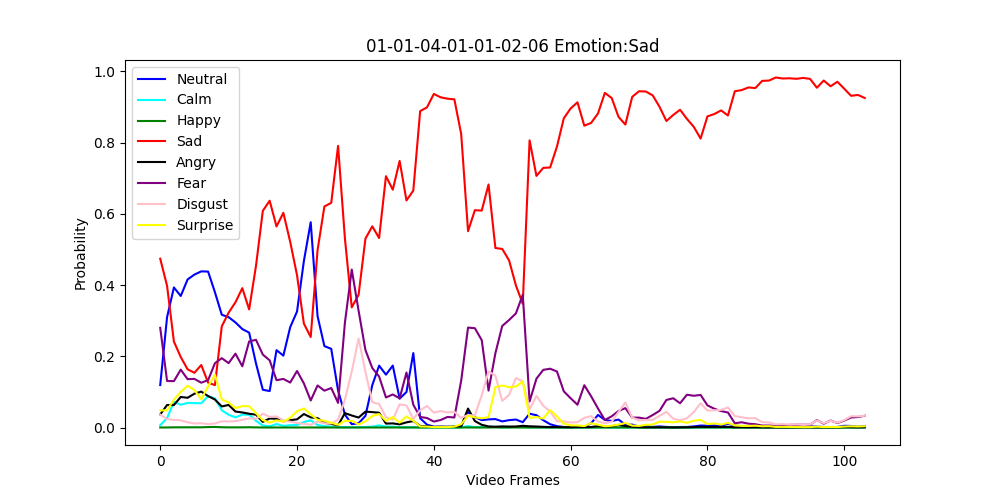 01-01-04-01-01-02-06 Emotion:Sad
Neutral
Calm
Happy
Sad
Angry
Fear
Disgust
Surprise
1.0
0.8
0.6
0.4
0.2
0.0
Probability
0 20 40 60 80 100
Video Frames